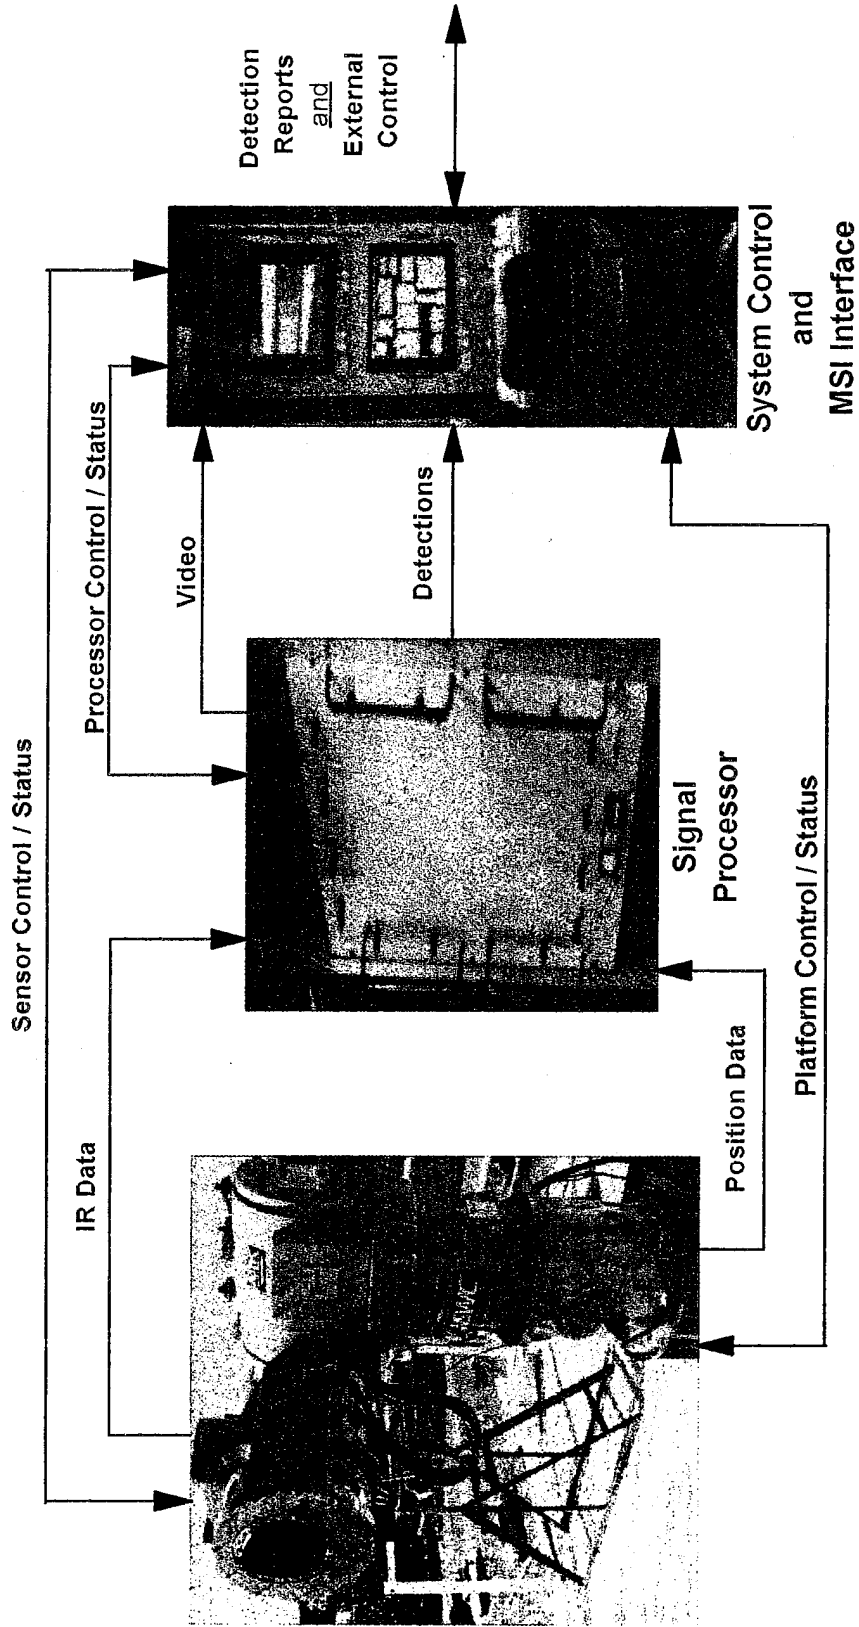 Sensor Control / Status
IR Data
Processor Control / Status
Video
Detections
Detection
Reports
and
External
Control
Position Data
Platform Control / Status
Signal
Processor
System Control
and
MSI Interface